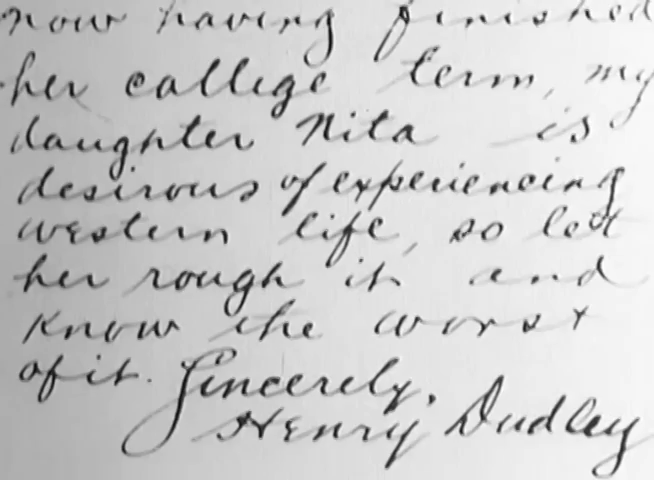 now having finished
her college term, my
daughter Nita is
desirous of experiencing
western life, so let
her rough it and
know the worst
of it. Sincerely,
Henry Dudley